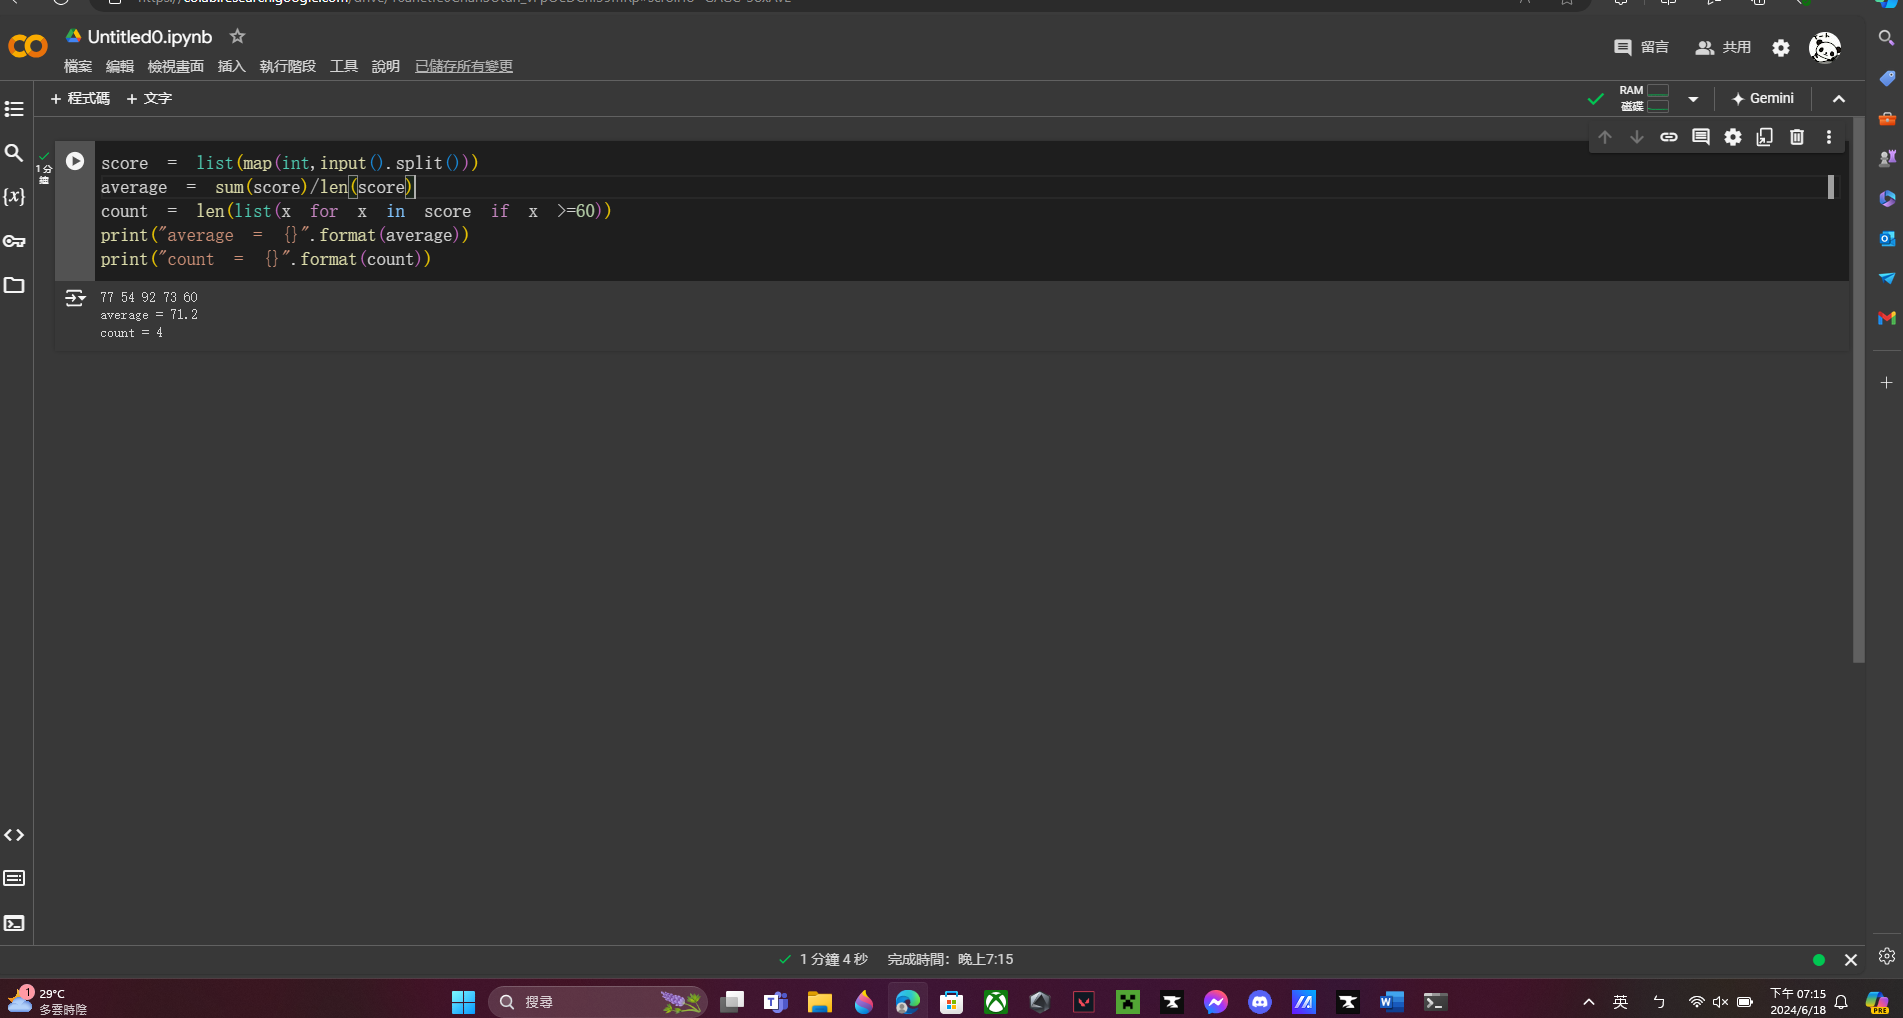 Untitled0.ipynb
檔案 編輯 檢視畫面 插入 執行階段 工具 說明 已儲存所有變更
留言 共用
+ 程式碼 + 文字
RAM
磁碟
Gemini
1 分鐘
{x}
score = list(map(int,input().split()))
average = sum(score)/len(score)
count = len(list(x for x in score if x >=60))
print("average = {}".format(average))
print("count = {}".format(count))
77 54 92 73 60
average = 71.2
count = 4
1 分鐘 4 秒 完成時間：晚上7:15
1
29°C
多雲時陰
搜尋
英
ㄅ
下午 07:15
2024/6/18
PRE